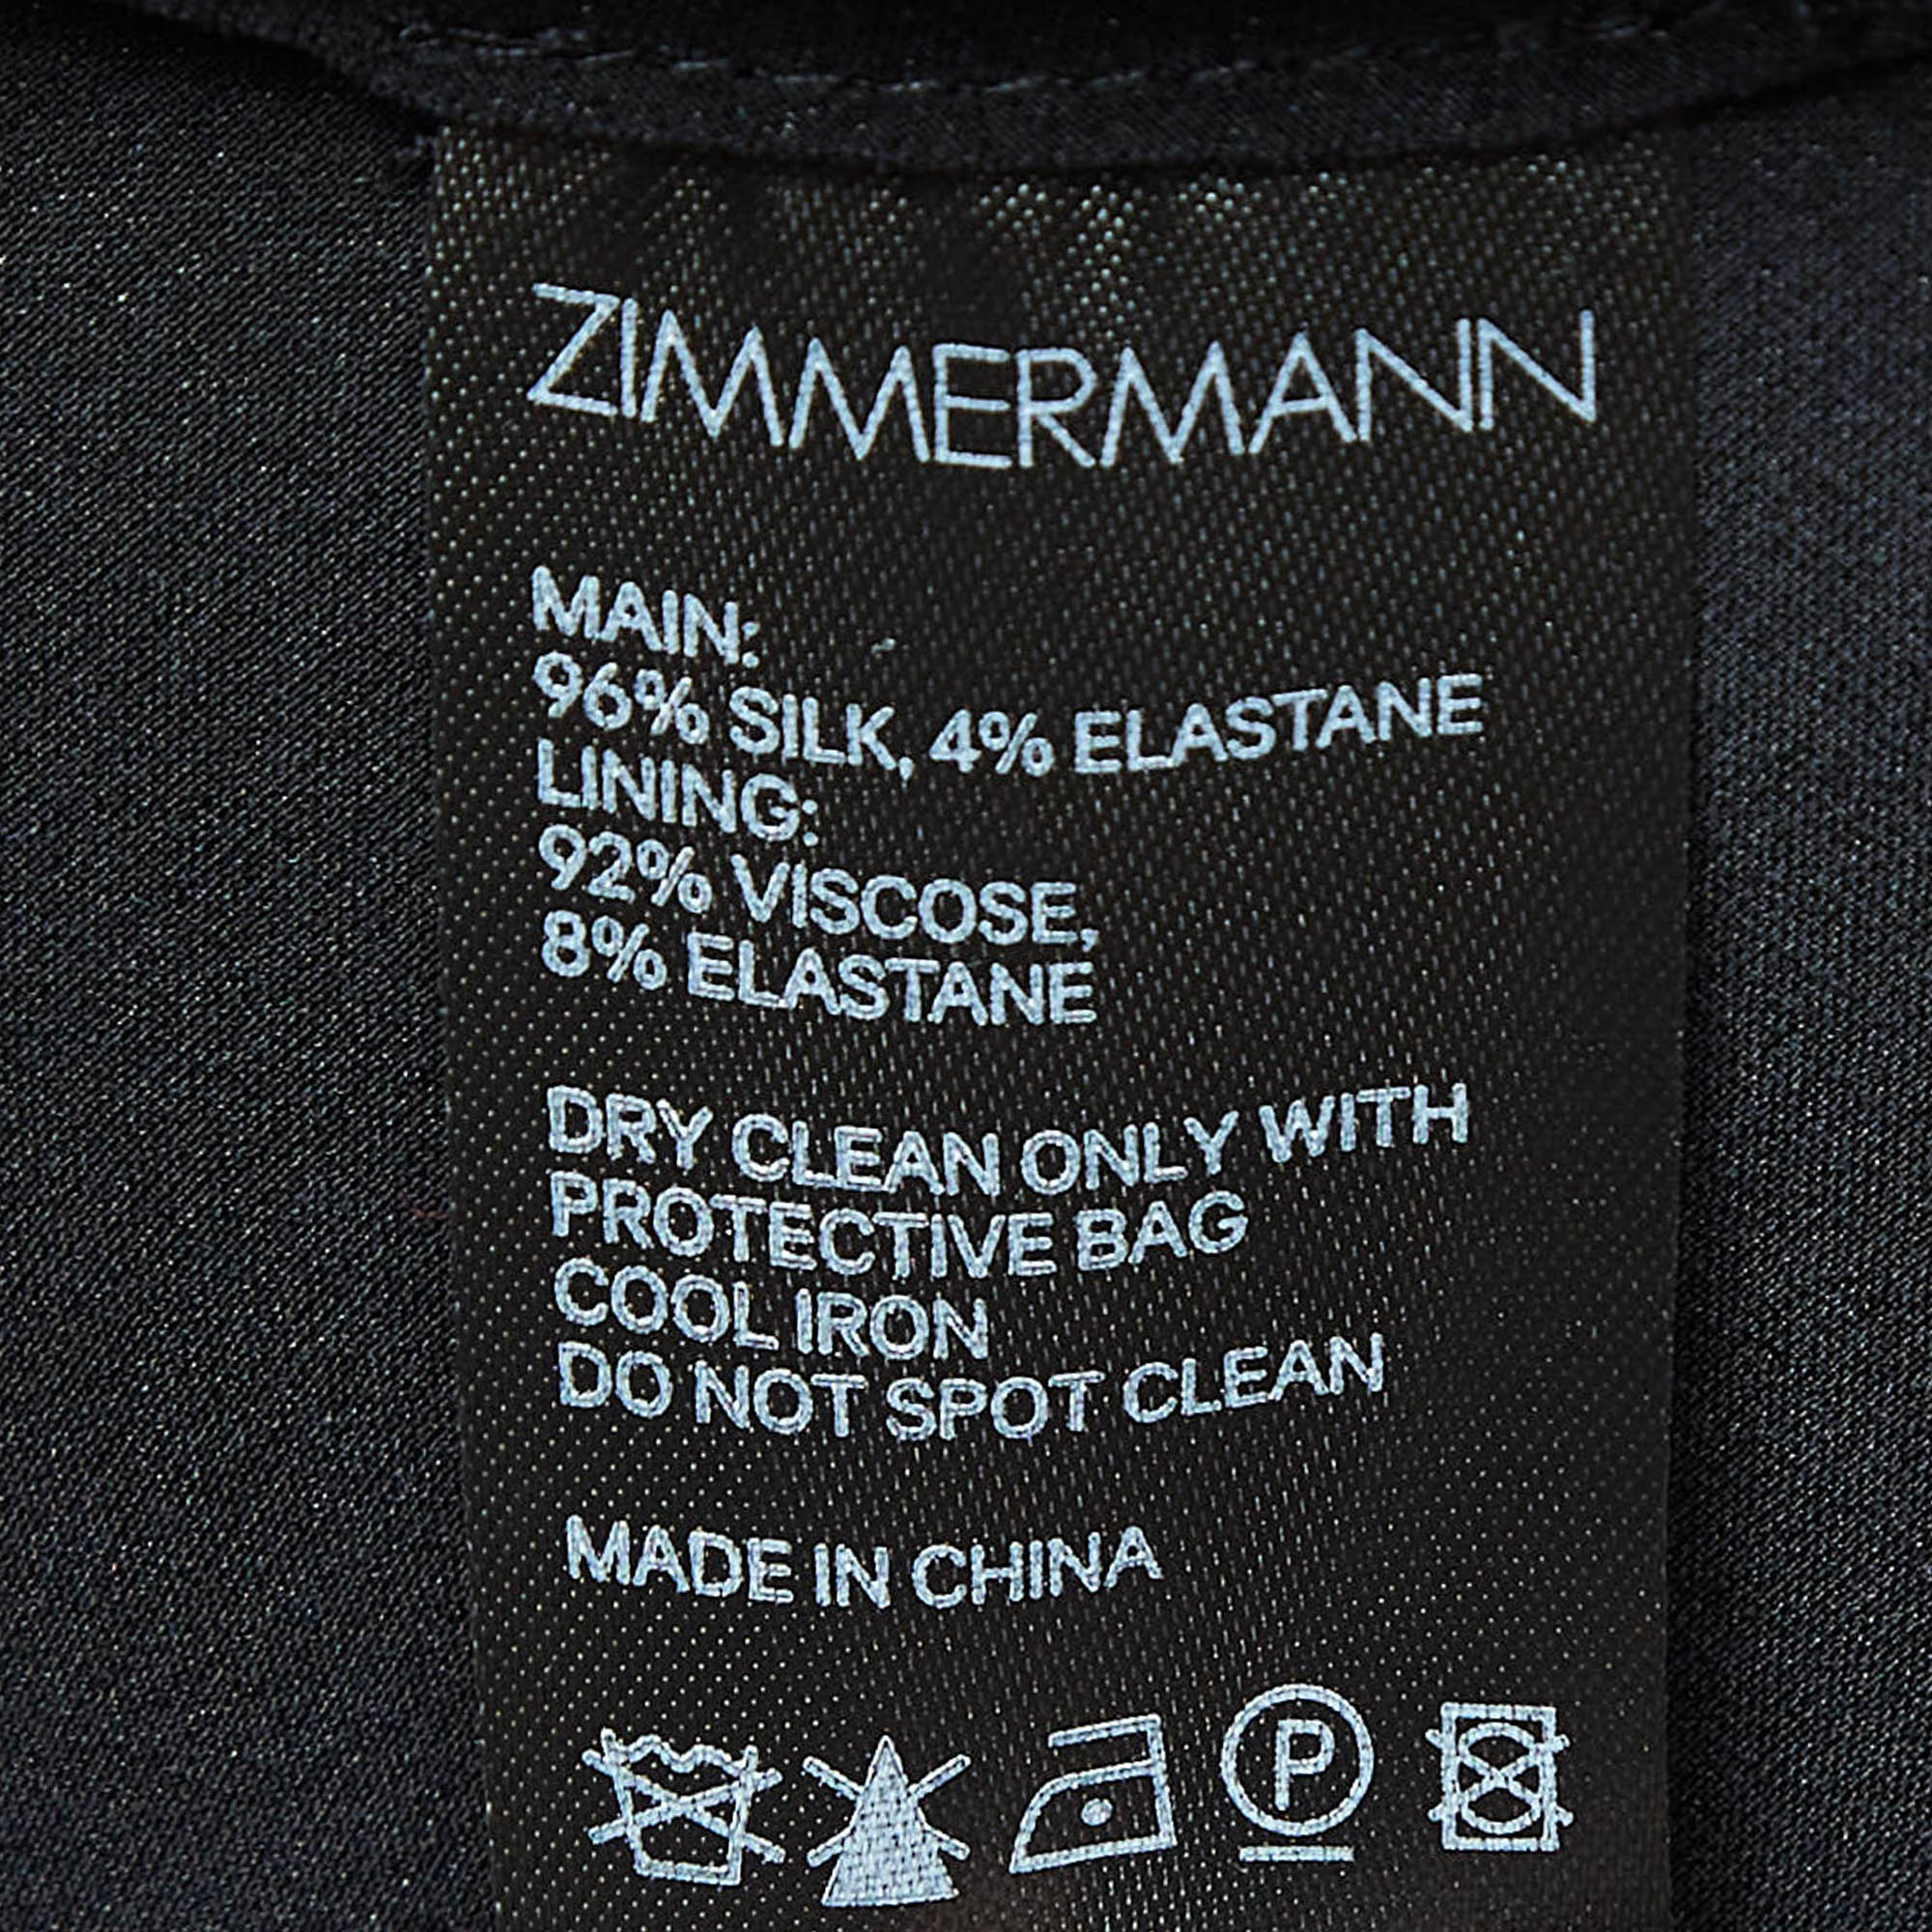 ZIMMERMANN
MAIN:
96% SILK, 4% ELASTANE
LINING:
92% VISCOSE,
8% ELASTANE
DRY CLEAN ONLY WITH
PROTECTIVE BAG
COOL IRON
DO NOT SPOT CLEAN
MADE IN CHINA
P